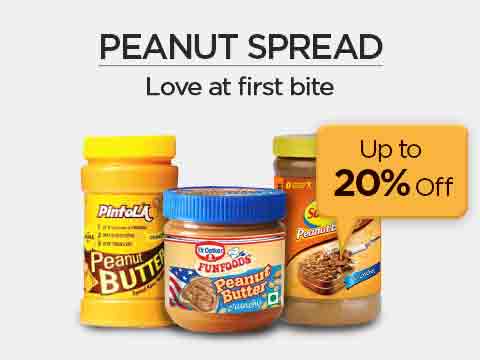 PEANUT SPREAD
Love at first bite
Up to
20% Off
PintoLA
Peanut
BUTTER
Dr. Oetker
FUNFOODS
Peanut
Butter
Crunchy
Peanut